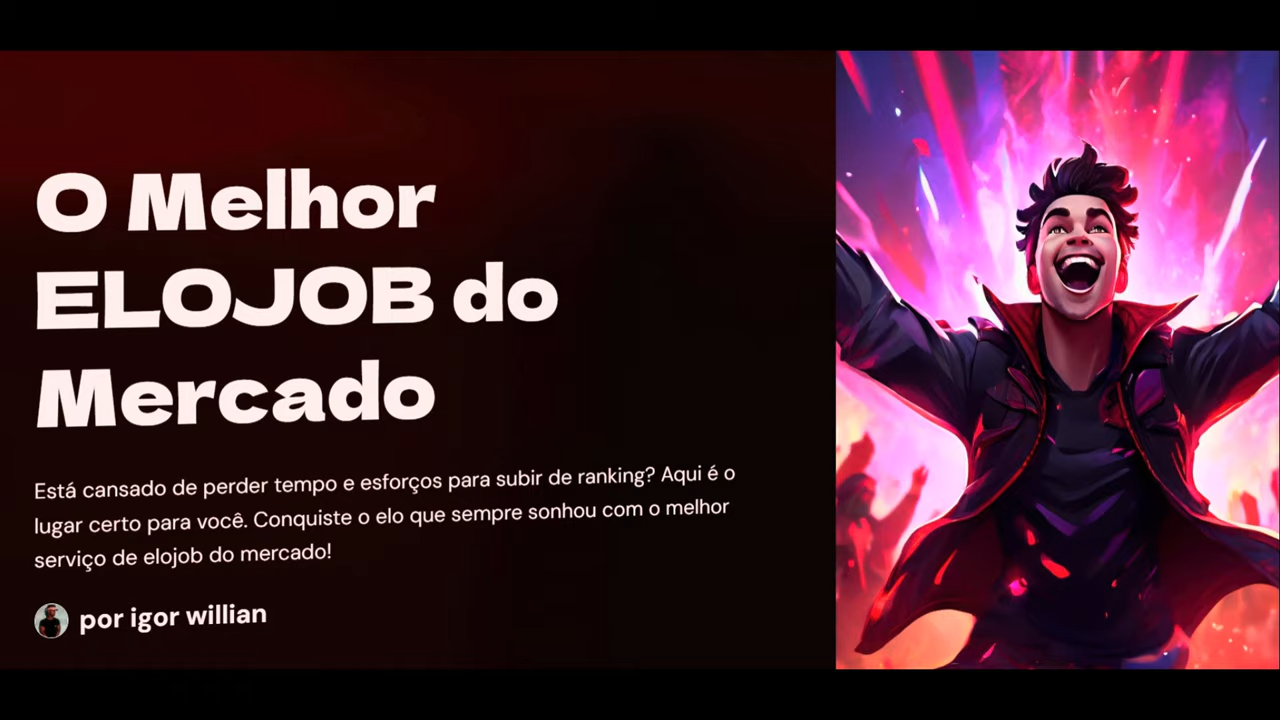 O Melhor
ELOJOB do
Mercado
Está cansado de perder tempo e esforços para subir de ranking? Aqui é o
lugar certo para você. Conquiste o elo que sempre sonhou com o melhor
serviço de elojob do mercado!
por igor willian